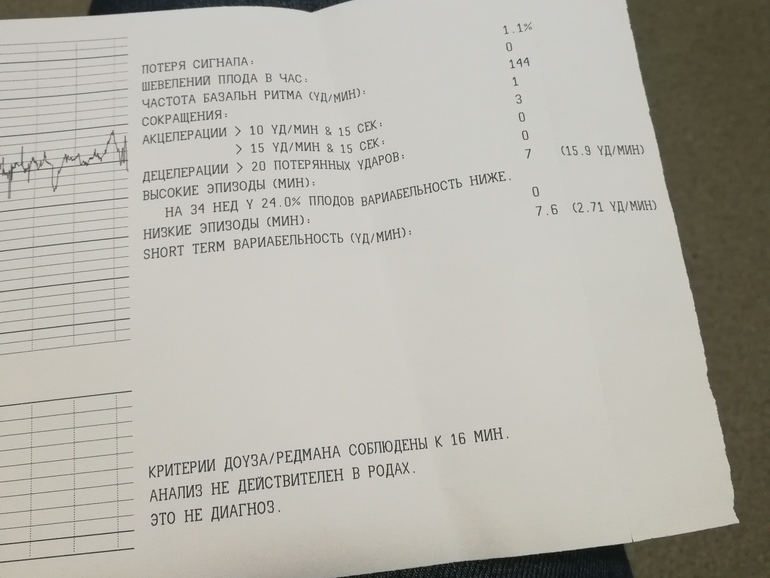 ПОТЕРЯ СИГНАЛА: 1.1%
ШЕВЕЛЕНИЙ ПЛОДА В ЧАС: 0
ЧАСТОТА БАЗАЛЬН РИТМА (УД/МИН): 144
СОКРАЩЕНИЯ: 1
АКЦЕЛЕРАЦИИ > 10 УД/МИН & 15 СЕК: 3
> 15 УД/МИН & 15 СЕК: 0
ДЕЦЕЛЕРАЦИИ > 20 ПОТЕРЯННЫХ УДАРОВ: 0
ВЫСОКИЕ ЭПИЗОДЫ (МИН): 7 (15.9 УД/МИН)
НА 34 НЕД У 24.0% ПЛОДОВ ВАРИАБЕЛЬНОСТЬ НИЖЕ.
НИЗКИЕ ЭПИЗОДЫ (МИН): 0
SHORT TERM ВАРИАБЕЛЬНОСТЬ (УД/МИН): 7.6 (2.71 УД/МИН)
КРИТЕРИИ ДОУЗА/РЕДМАНА СОБЛЮДЕНЫ К 16 МИН.
АНАЛИЗ НЕ ДЕЙСТВИТЕЛЕН В РОДАХ.
ЭТО НЕ ДИАГНОЗ.